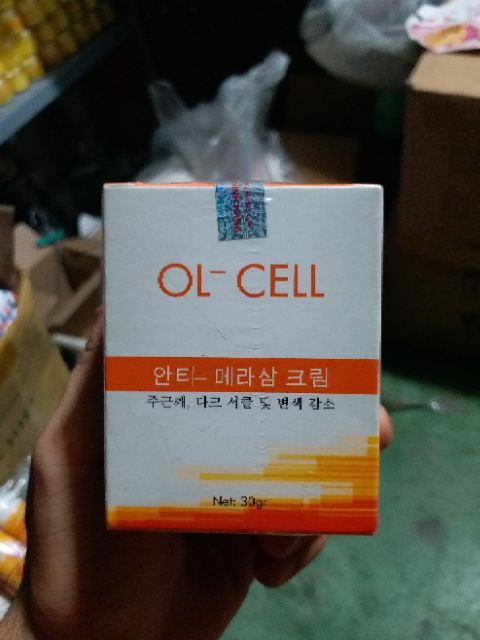 OL- CELL
안티- 메라삼 크림
주근깨, 다크 서클 및 변색 감소
Net: 30gr